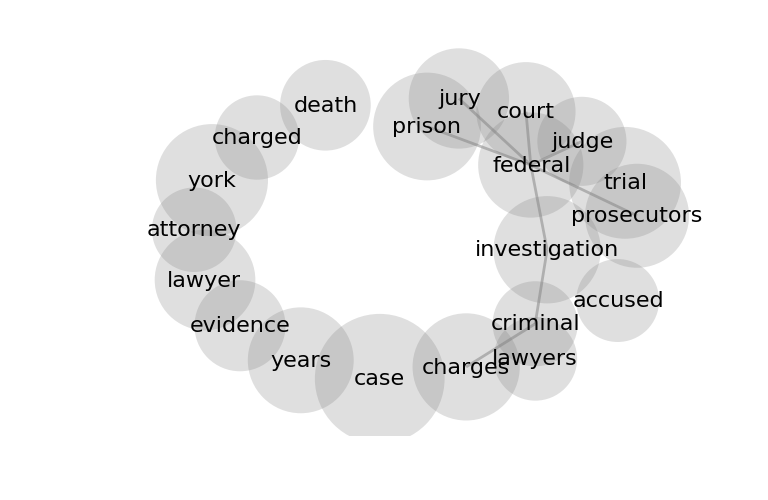 jury
death
court
prison
charged
judge
federal
york
trial
prosecutors
attorney
investigation
lawyer
accused
criminal
evidence
lawyers
years
charges
case